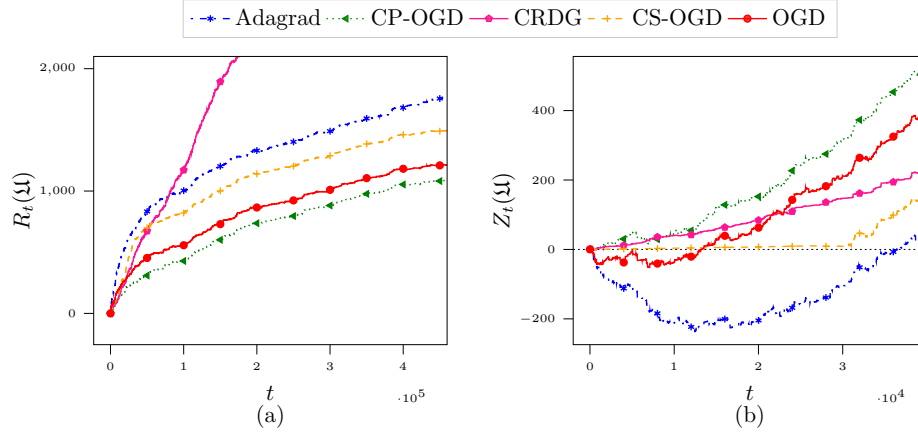 Adagrad CP-OGD CRDG CS-OGD OGD
2,000
1,000
0
R_t(𝔘)
0 1 2 3 4
·10^5
t
(a)
400
200
0
−200
Z_t(𝔘)
0 1 2 3
·10^4
t
(b)